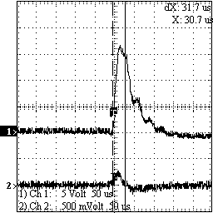 dX: 31.7 us
X: 30.7 us
1
2
1) Ch 1: 5 Volt 50 us
2) Ch 2: 500 mVolt 50 us